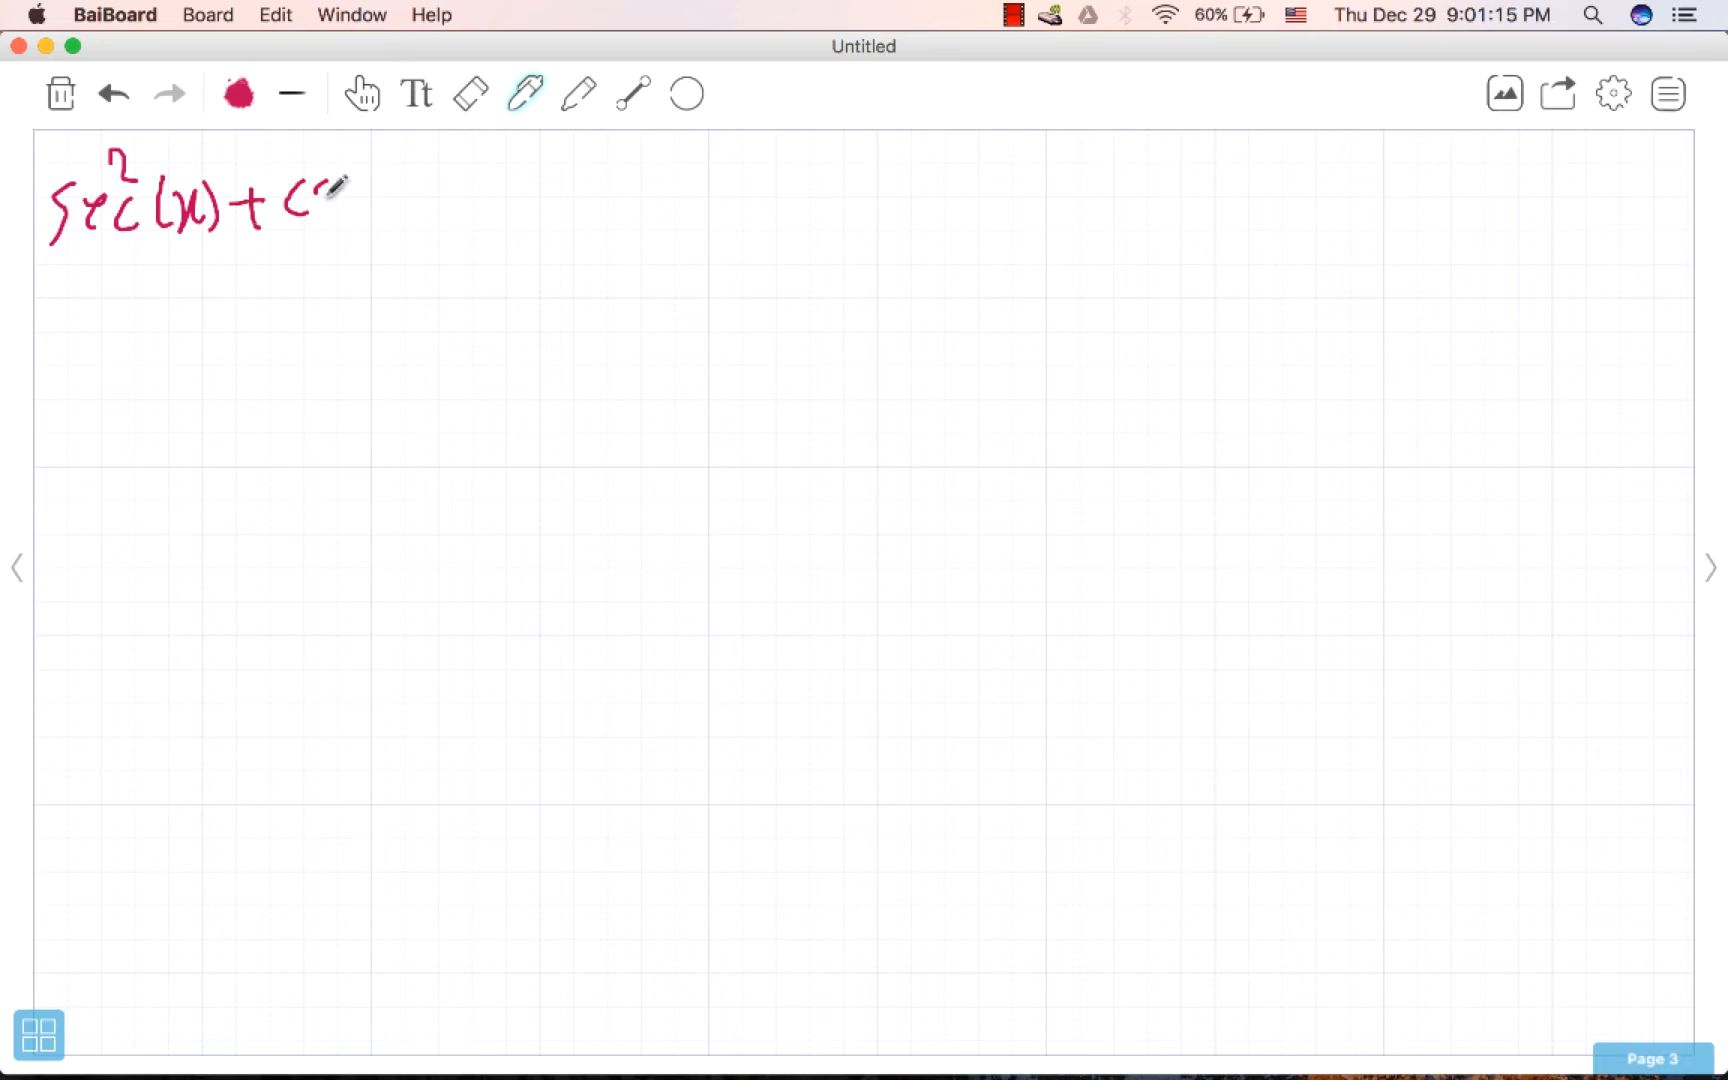 BaiBoard Board Edit Window Help 60% Thu Dec 29 9:01:15 PM
Untitled
Tt
sec²(x)+c
Page 3